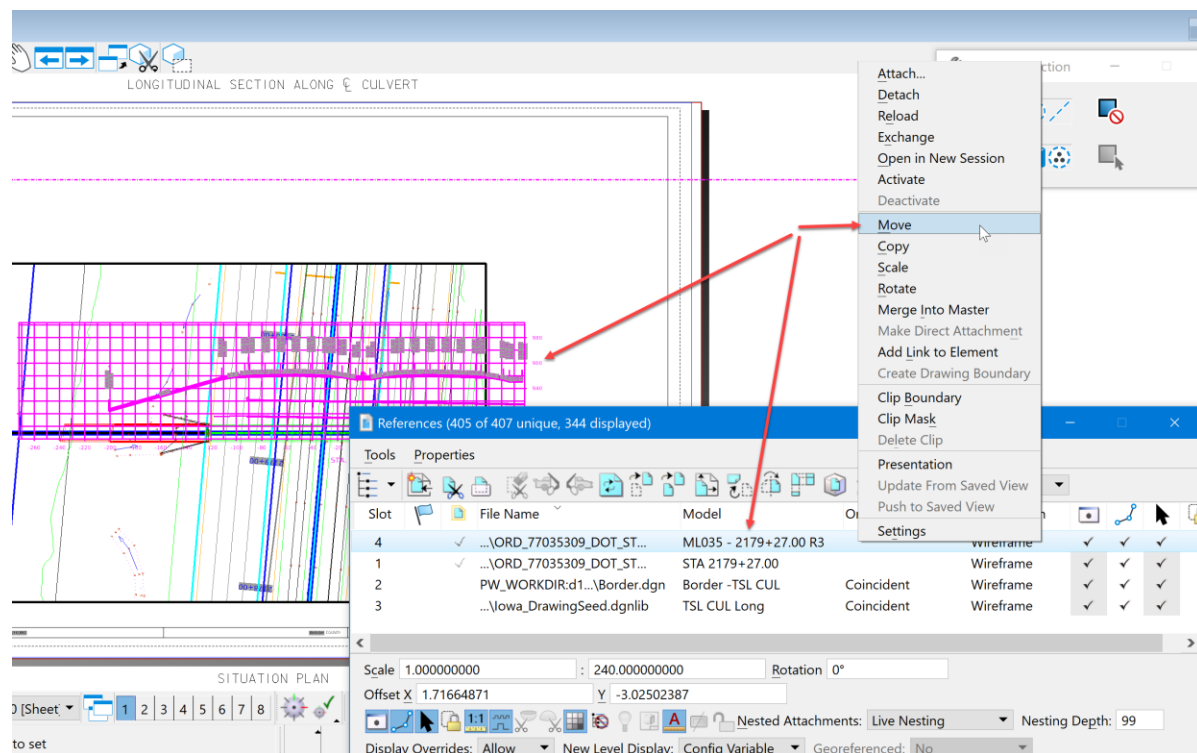 LONGITUDINAL SECTION ALONG ℄ CULVERT
ction
Attach...
Detach
Reload
Exchange
Open in New Session
Activate
Deactivate
Move
Copy
Scale
Rotate
Merge Into Master
Make Direct Attachment
Add Link to Element
Create Drawing Boundary
Clip Boundary
Clip Mask
Delete Clip
Presentation
Update From Saved View
Push to Saved View
Settings
References (405 of 407 unique, 344 displayed)
Tools Properties
Slot File Name Model Or
4 ...\ORD_77035309_DOT_ST... ML035 - 2179+27.00 R3 Wireframe
1 ...\ORD_77035309_DOT_ST... STA 2179+27.00 Wireframe
2 PW_WORKDIR:d1...\Border.dgn Border -TSL CUL Coincident Wireframe
3 ...\Iowa_DrawingSeed.dgnlib TSL CUL Long Coincident Wireframe
Scale 1.000000000 : 240.000000000 Rotation 0°
Offset X 1.71664871 Y -3.02502387
1:1 A Nested Attachments: Live Nesting Nesting Depth: 99
Display Overrides: Allow New Level Display: Config Variable Georeferenced: No
SITUATION PLAN
0 [Sheet] 1 2 3 4 5 6 7 8
to set